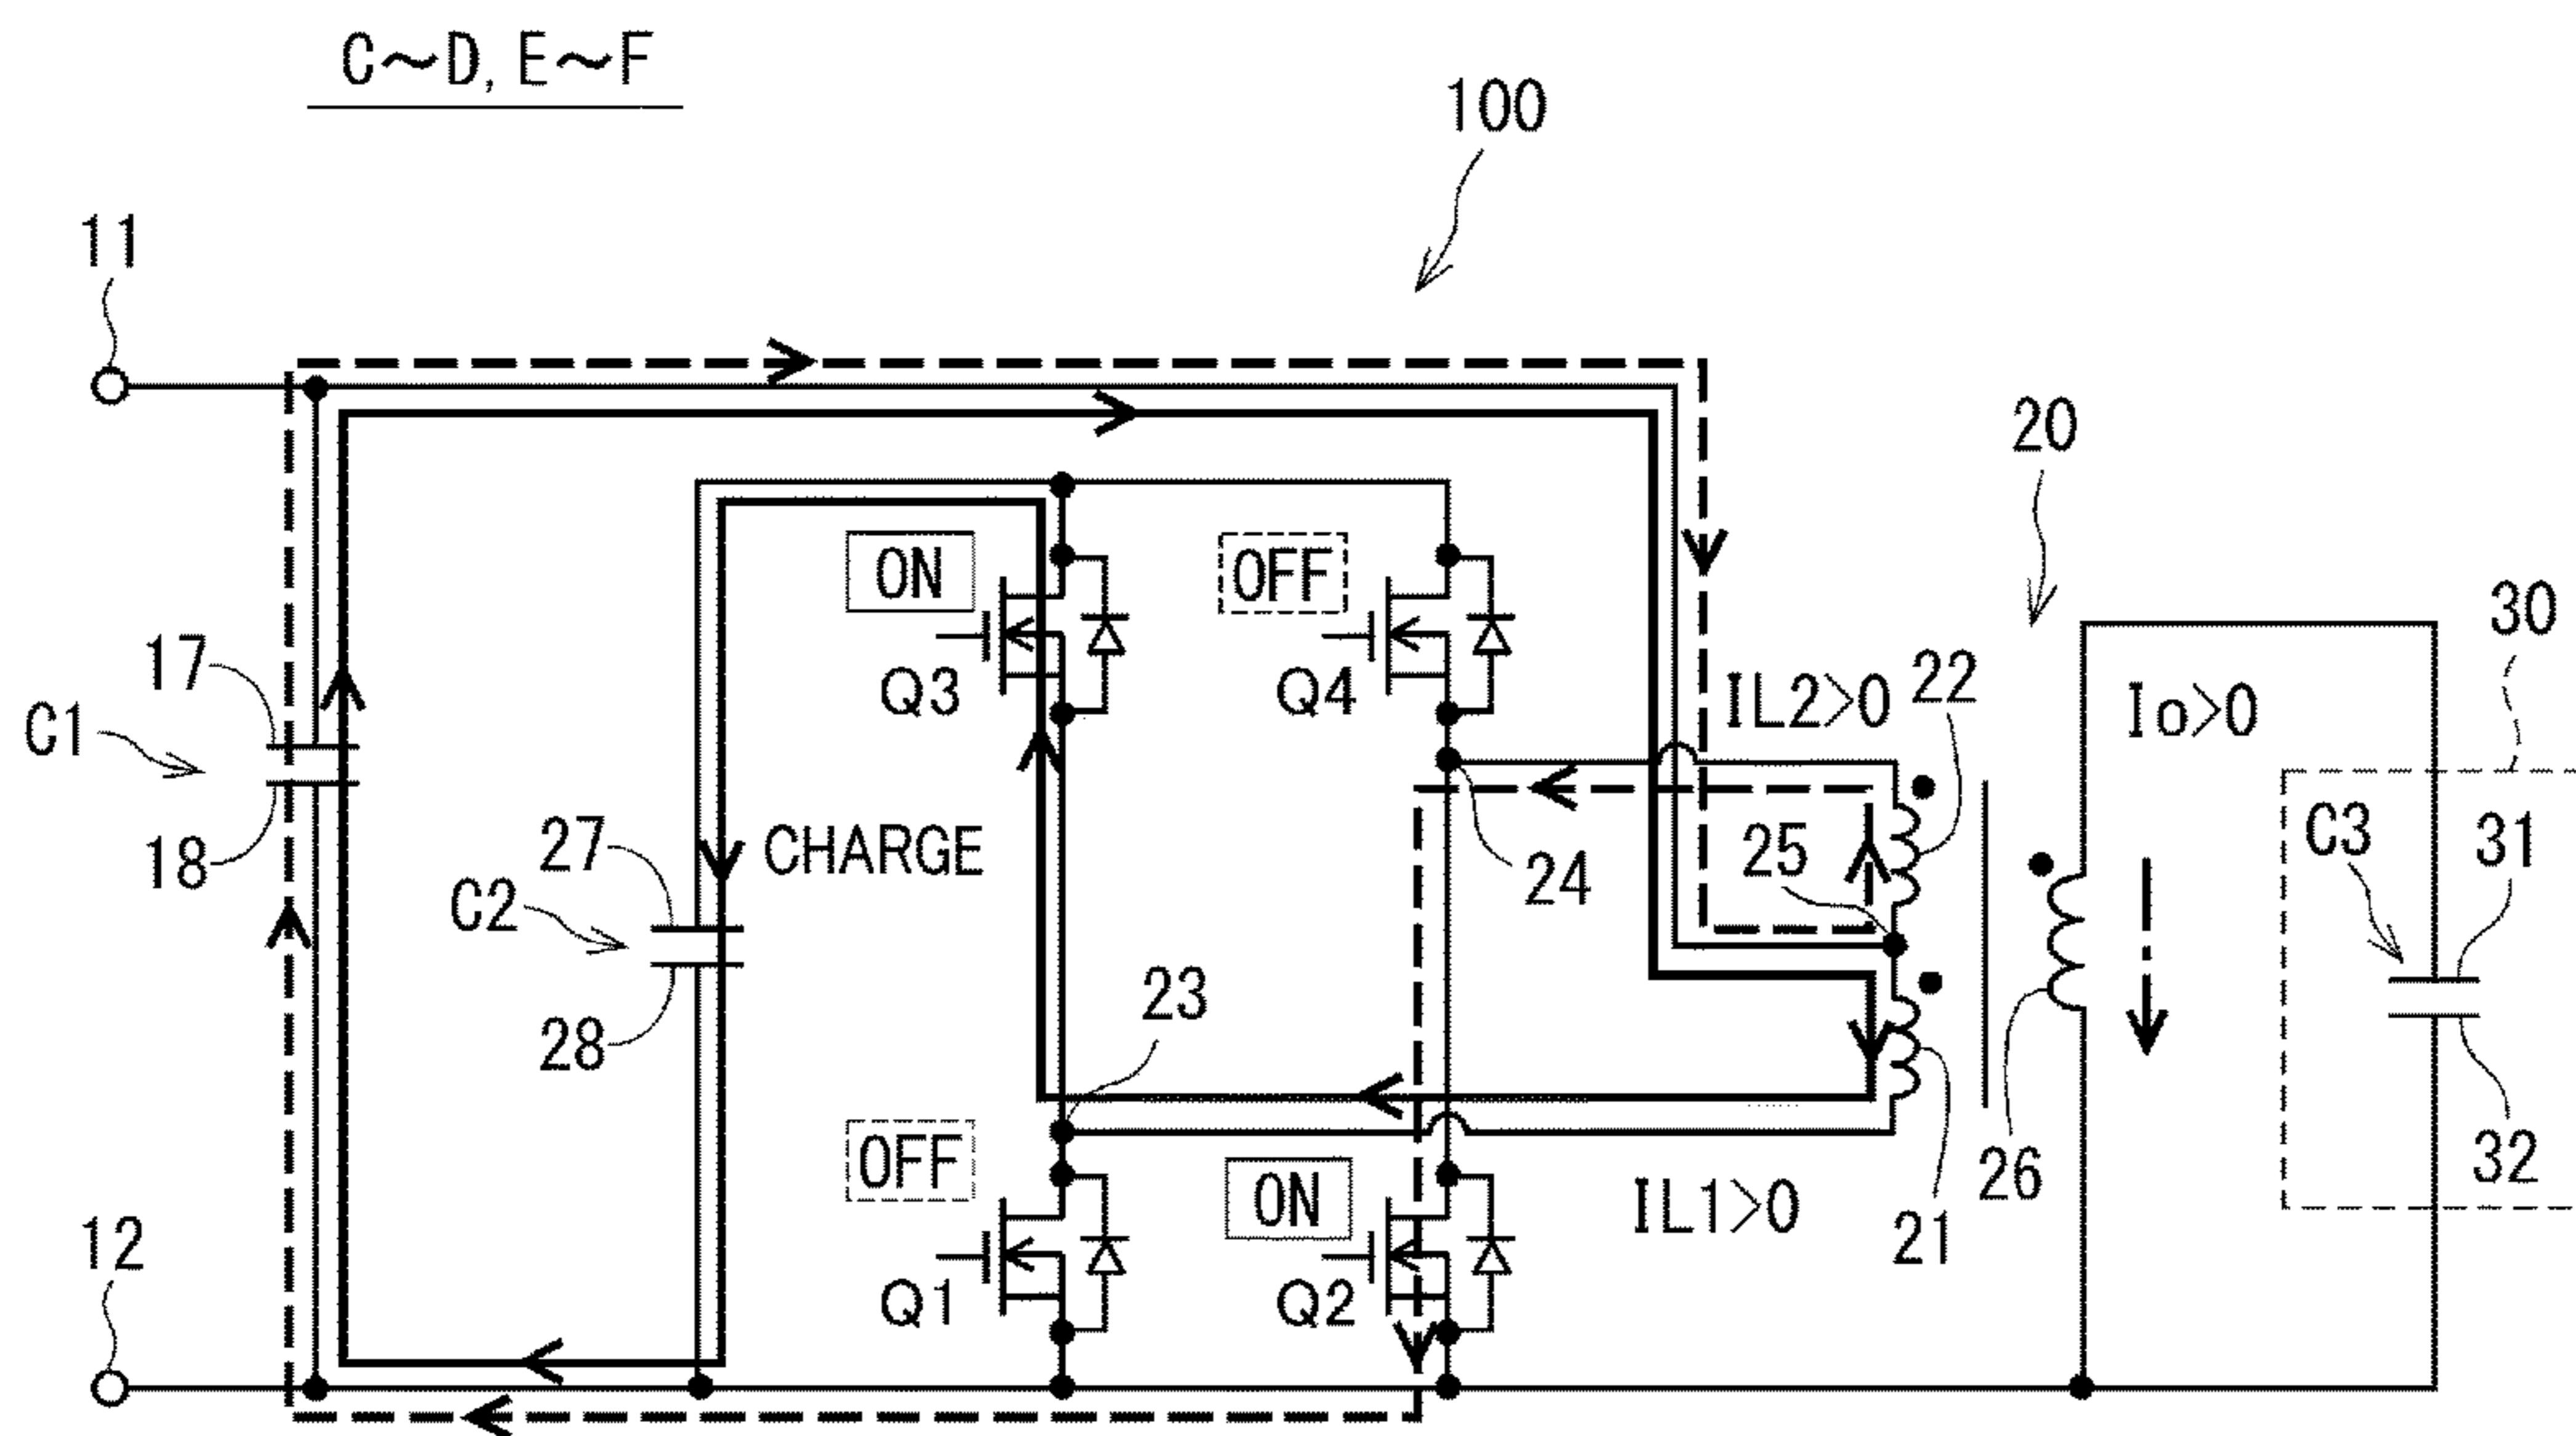 C～D, E～F
100
11
20
ON
OFF
30
17
Q3
Q4
IL2>0
22
Io>0
C1
18
27
CHARGE
25
C3
31
C2
24
28
23
OFF
ON
26
32
12
Q1
Q2
IL1>0
21